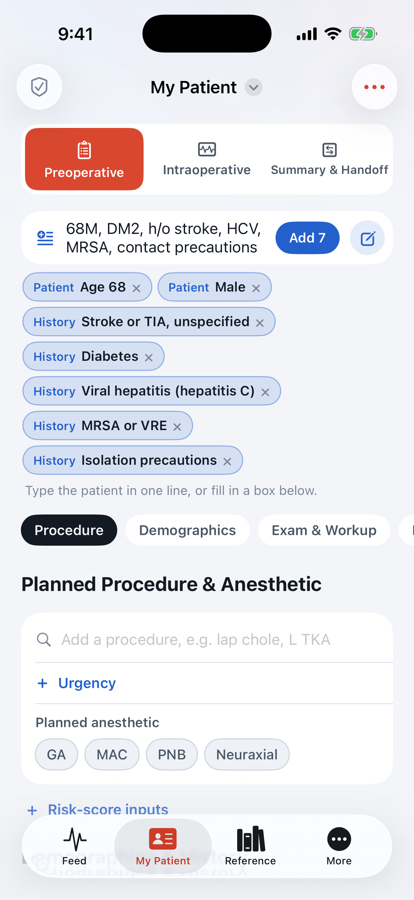 9:41
My Patient
Preoperative
Intraoperative
Summary & Handoff
68M, DM2, h/o stroke, HCV,
MRSA, contact precautions
Add 7
Patient Age 68 ×
Patient Male ×
History Stroke or TIA, unspecified ×
History Diabetes ×
History Viral hepatitis (hepatitis C) ×
History MRSA or VRE ×
History Isolation precautions ×
Type the patient in one line, or fill in a box below.
Procedure
Demographics
Exam & Workup
Planned Procedure & Anesthetic
Add a procedure, e.g. lap chole, L TKA
+ Urgency
Planned anesthetic
GA
MAC
PNB
Neuraxial
+ Risk-score inputs
Feed
My Patient
Reference
More